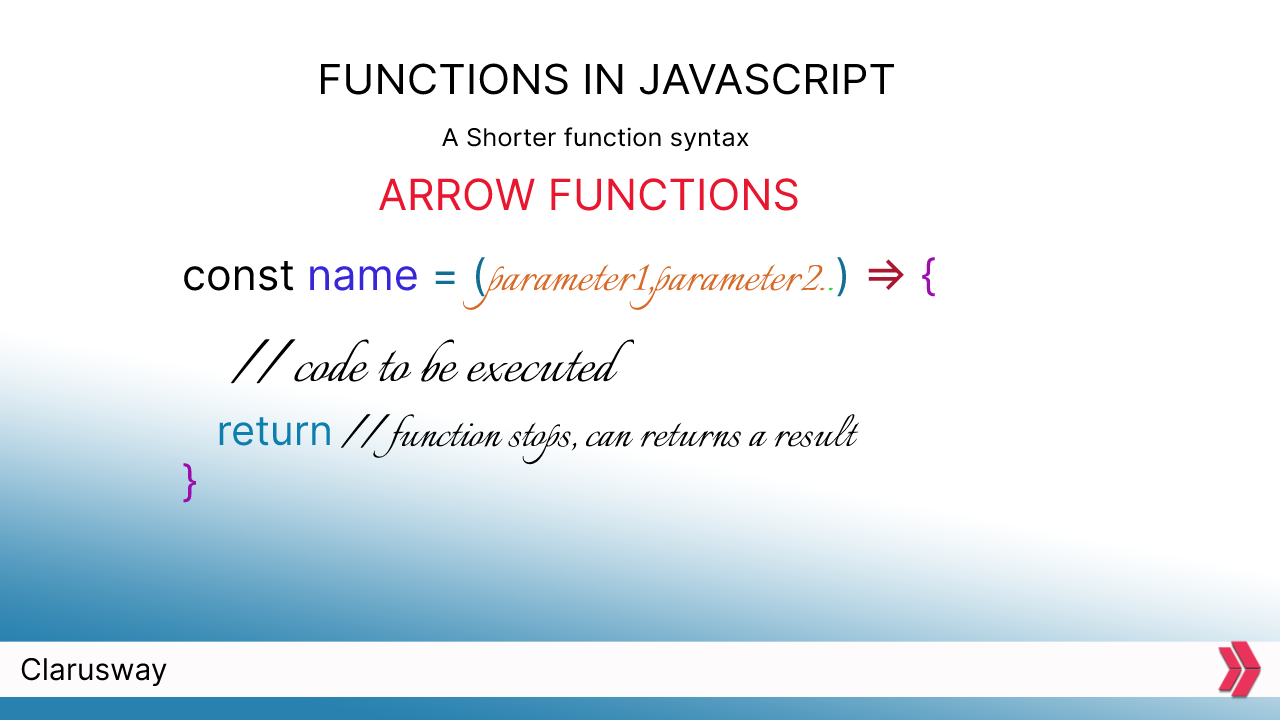 FUNCTIONS IN JAVASCRIPT
A Shorter function syntax
ARROW FUNCTIONS
const name = (parameter1,parameter2..) => {
// code to be executed
return // function stops, can returns a result
}
Clarusway